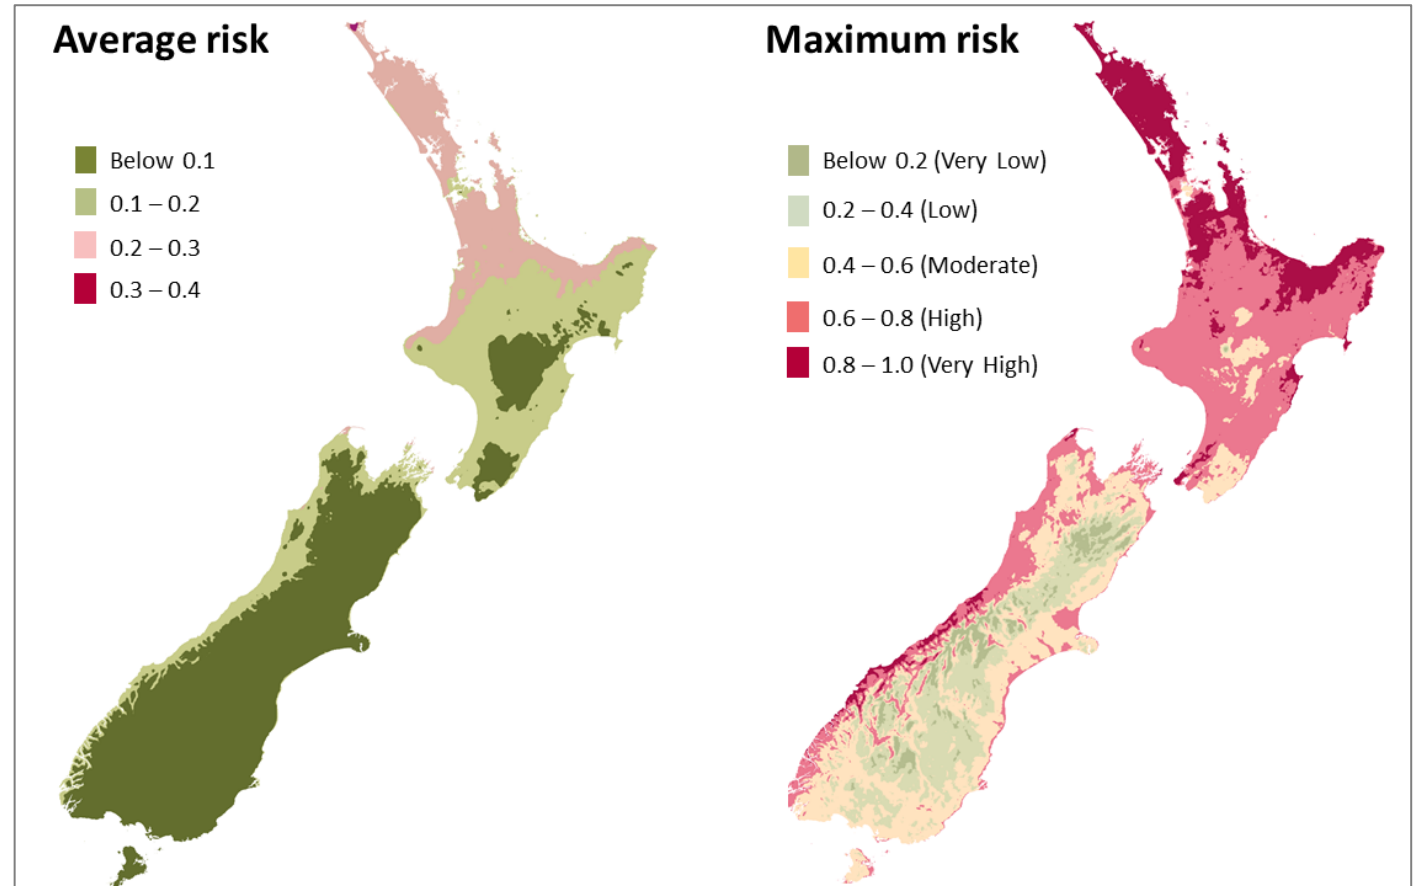 Average risk
Below 0.1
0.1 – 0.2
0.2 – 0.3
0.3 – 0.4
Maximum risk
Below 0.2 (Very Low)
0.2 – 0.4 (Low)
0.4 – 0.6 (Moderate)
0.6 – 0.8 (High)
0.8 – 1.0 (Very High)